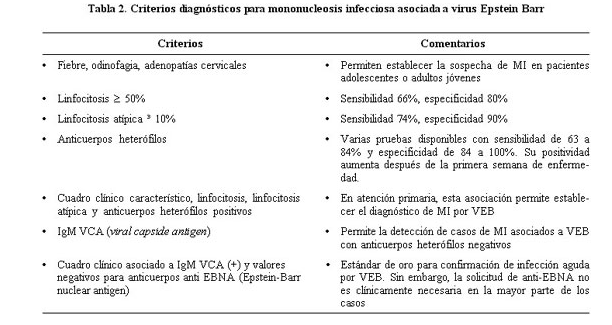 Tabla 2. Criterios diagnósticos para mononucleosis infecciosa asociada a virus Epstein Barr
Criterios
Comentarios
• Fiebre, odinofagia, adenopatías cervicales
• Permiten establecer la sospecha de MI en pacientes
adolescentes o adultos jóvenes
• Linfocitosis ≥ 50%
• Sensibilidad 66%, especificidad 80%
• Linfocitosis atípica ³ 10%
• Sensibilidad 74%, especificidad 90%
• Anticuerpos heterófilos
• Varias pruebas disponibles con sensibilidad de 63 a
84% y especificidad de 84 a 100%. Su positividad
aumenta después de la primera semana de enferme-
dad.
• Cuadro clínico característico, linfocitosis, linfocitosis
atípica y anticuerpos heterófilos positivos
• En atención primaria, esta asociación permite estable-
cer el diagnóstico de MI por VEB
• IgM VCA (viral capside antigen)
• Permite la detección de casos de MI asociados a VEB
con anticuerpos heterófilos negativos
• Cuadro clínico asociado a IgM VCA (+) y valores
negativos para anticuerpos anti EBNA (Epstein-Barr
nuclear antigen)
• Estándar de oro para confirmación de infección aguda
por VEB. Sin embargo, la solicitud de anti-EBNA no
es clínicamente necesaria en la mayor parte de los
casos